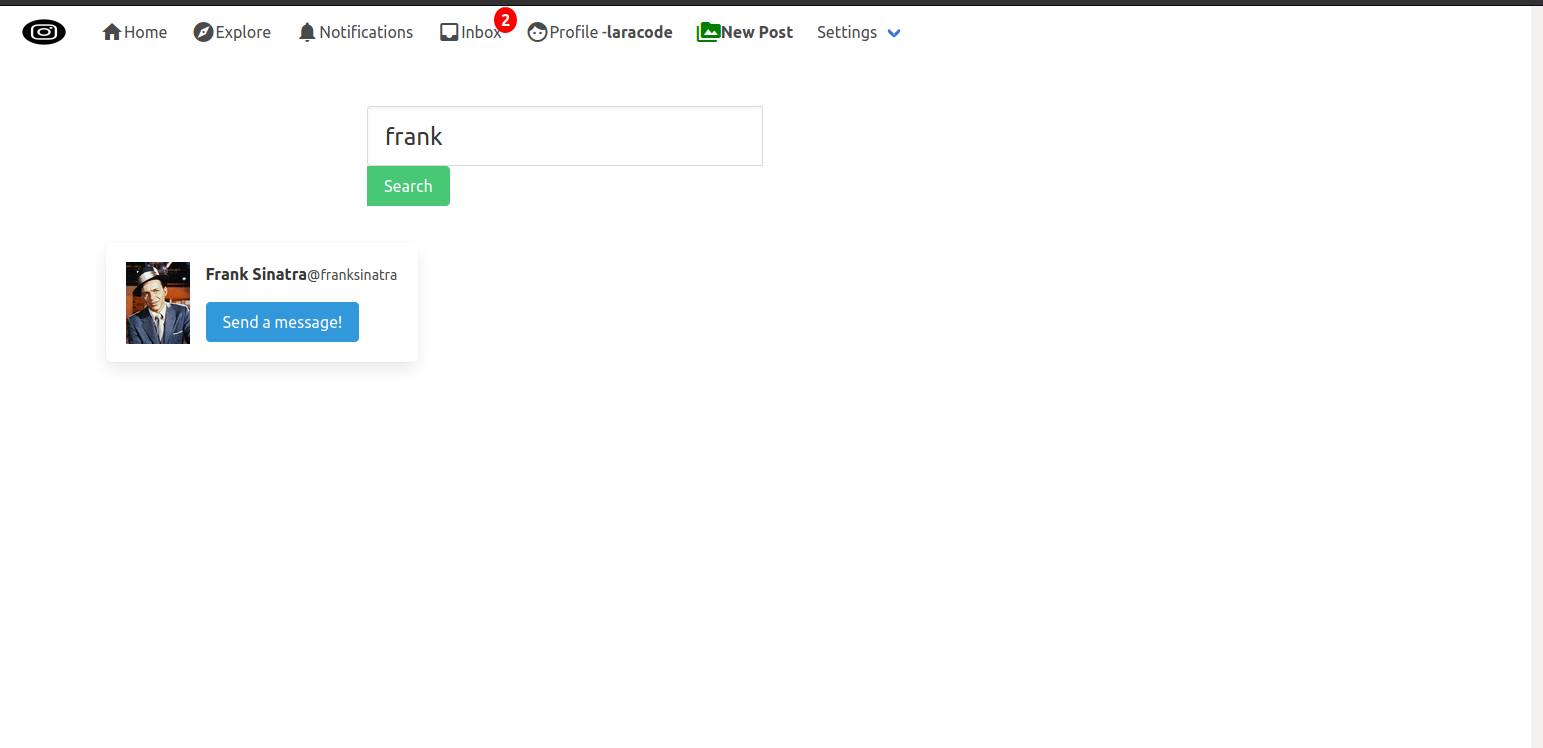 Home Explore Notifications Inbox 2 Profile -laracode New Post Settings
frank
Search
Frank Sinatra@franksinatra
Send a message!